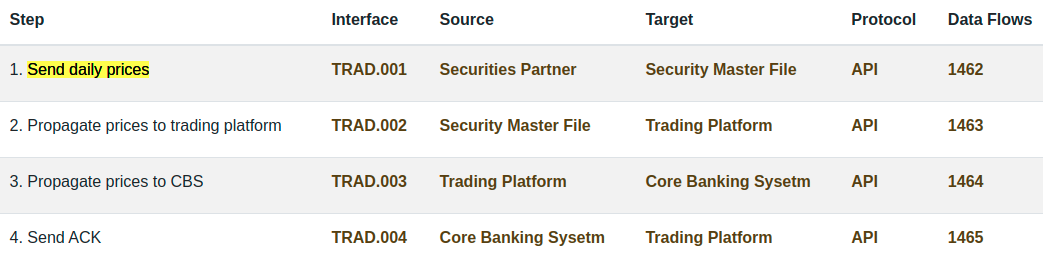 Step Interface Source Target Protocol Data Flows
1. Send daily prices TRAD.001 Securities Partner Security Master File API 1462
2. Propagate prices to trading platform TRAD.002 Security Master File Trading Platform API 1463
3. Propagate prices to CBS TRAD.003 Trading Platform Core Banking Sysetm API 1464
4. Send ACK TRAD.004 Core Banking Sysetm Trading Platform API 1465